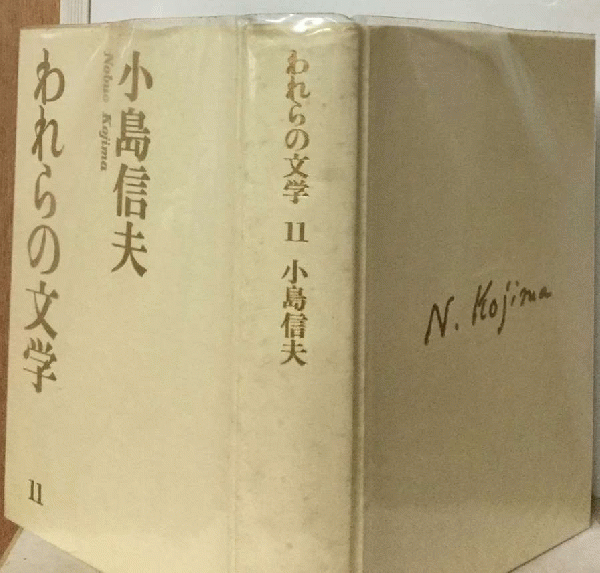 小島信夫
Nobuo Kojima
われらの文学
11
われらの文学 11 小島信夫
N. Kojima